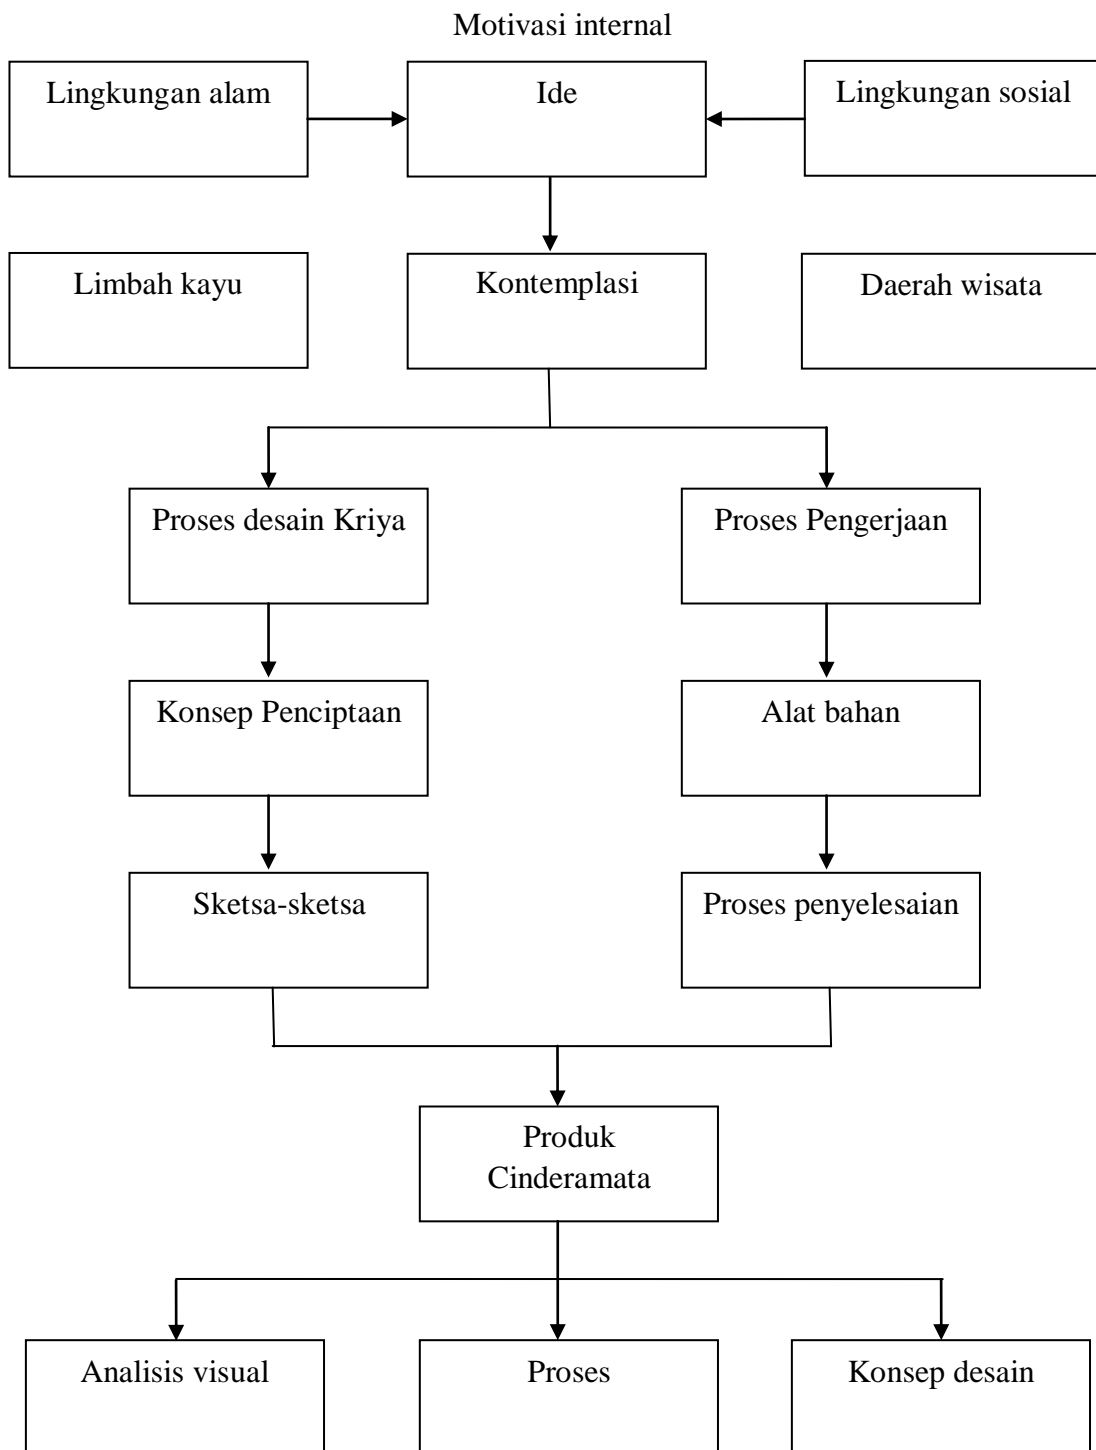 Motivasi internal
Lingkungan alam
Ide
Lingkungan sosial
Limbah kayu
Kontemplasi
Daerah wisata
Proses desain Kriya
Proses Pengerjaan
Konsep Penciptaan
Alat bahan
Sketsa-sketsa
Proses penyelesaian
Produk
Cinderamata
Analisis visual
Proses
Konsep desain